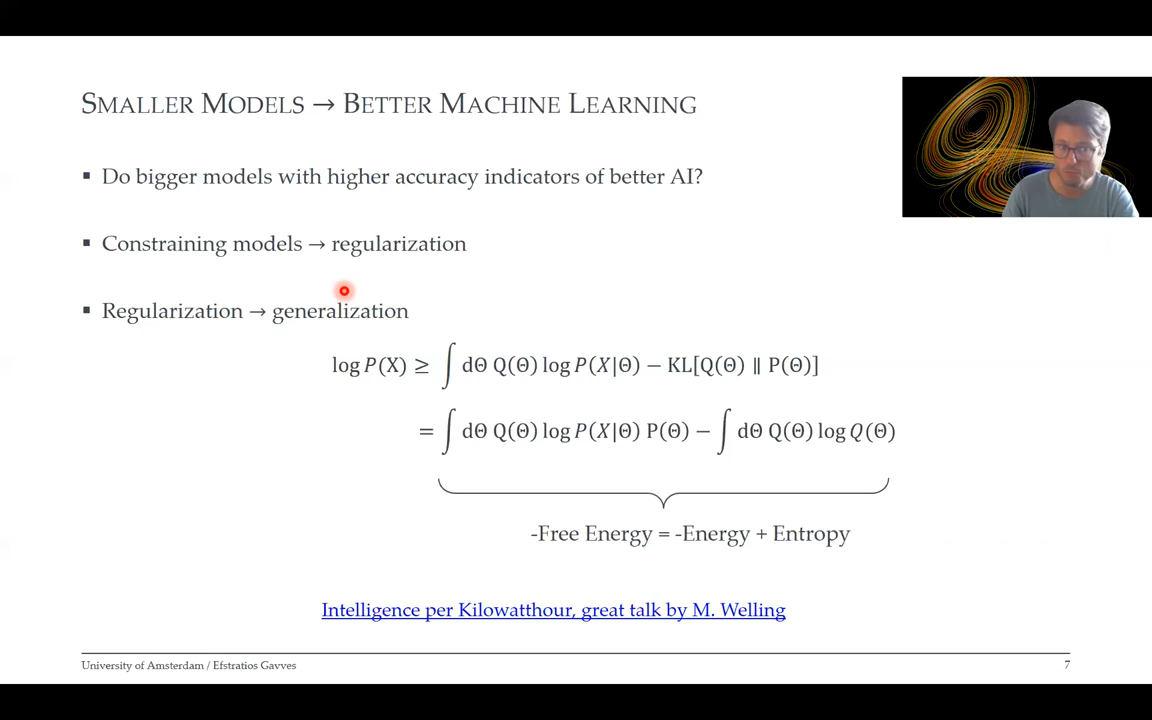 SMALLER MODELS → BETTER MACHINE LEARNING
▪ Do bigger models with higher accuracy indicators of better AI?
▪ Constraining models → regularization
▪ Regularization → generalization
log P(X) ≥ ∫ dΘ Q(Θ) log P(X|Θ) − KL[Q(Θ) ∥ P(Θ)]
= ∫ dΘ Q(Θ) log P(X|Θ) P(Θ) − ∫ dΘ Q(Θ) log Q(Θ)
-Free Energy = -Energy + Entropy
Intelligence per Kilowatthour, great talk by M. Welling
University of Amsterdam / Efstratios Gavves 7